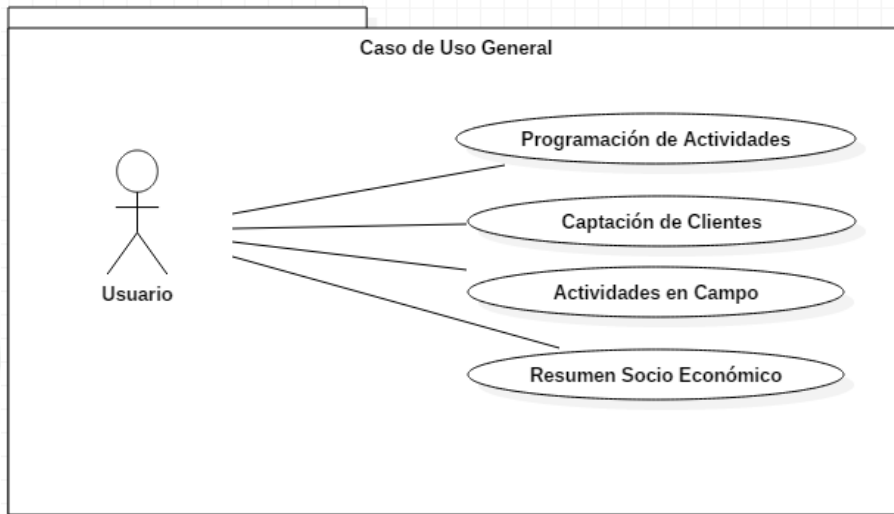 Caso de Uso General
Programación de Actividades
Captación de Clientes
Actividades en Campo
Usuario
Resumen Socio Económico